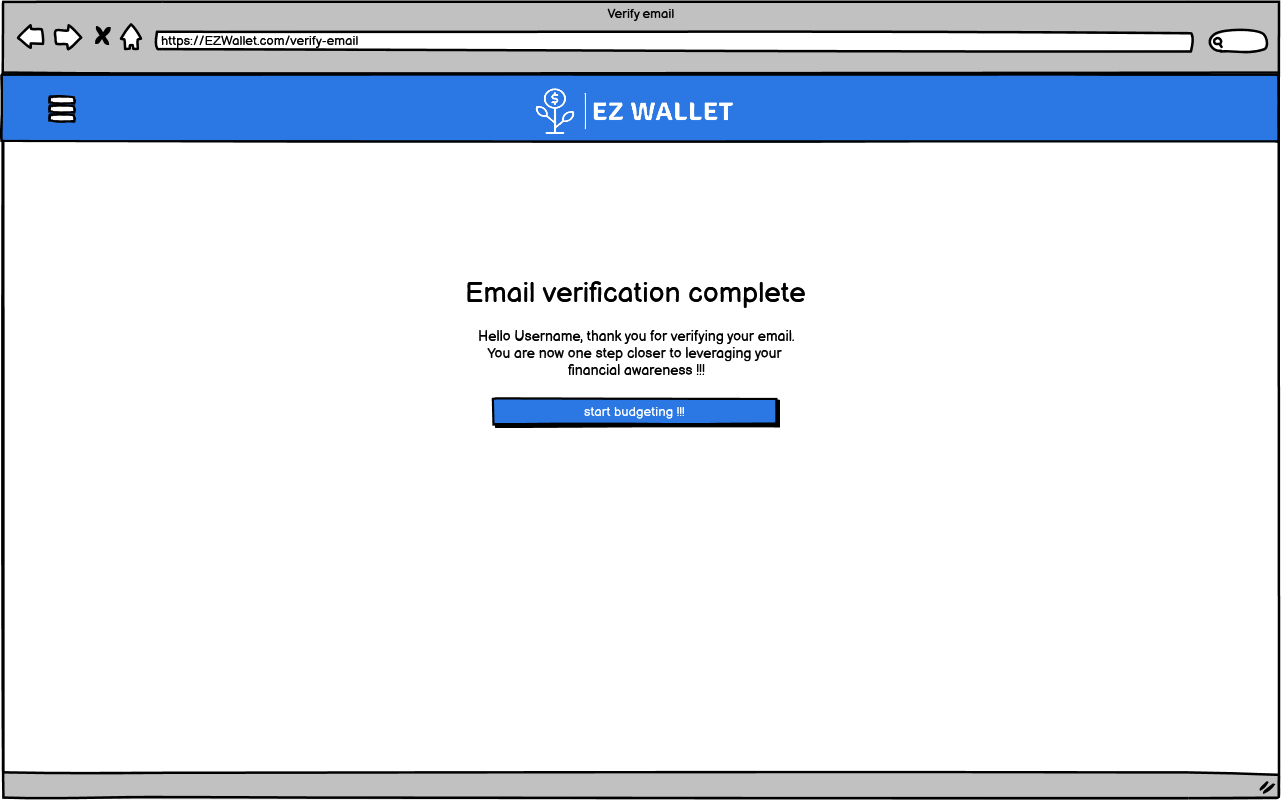 Verify email
https://EZWallet.com/verify-email
$ EZ WALLET
Email verification complete
Hello Username, thank you for verifying your email.
You are now one step closer to leveraging your
financial awareness !!!
start budgeting !!!